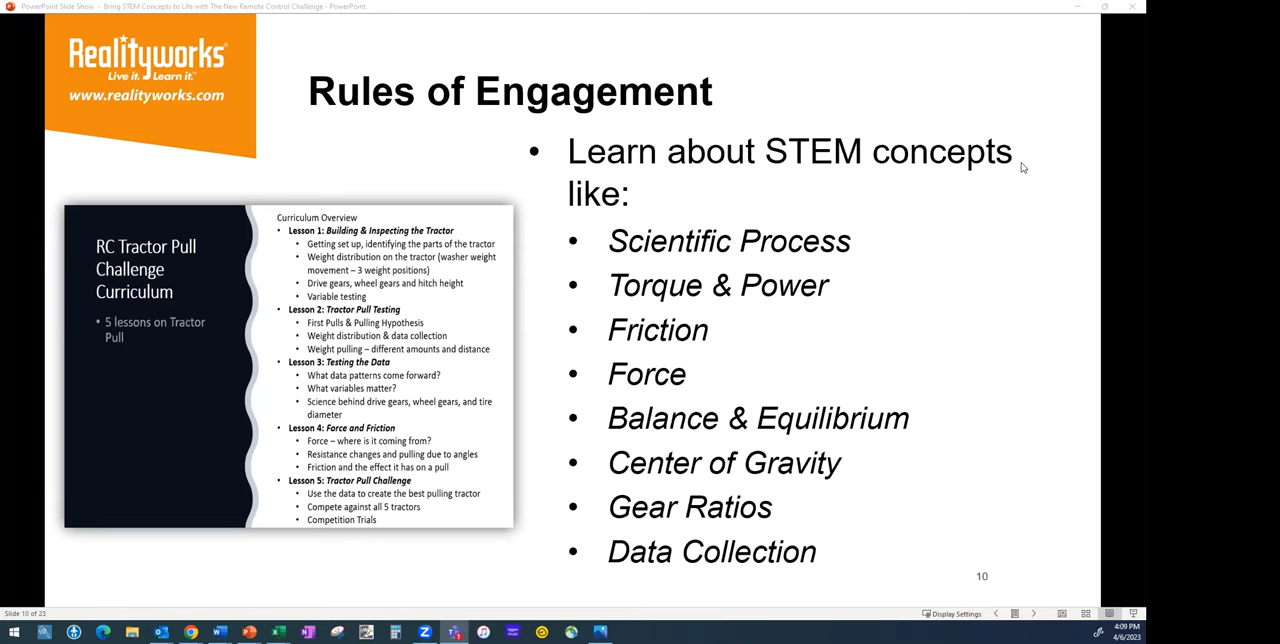 PowerPoint Slide Show - Bring STEM Concepts to Life with The New Remote Control Challenge - PowerPoint
Realityworks®
Live it. Learn it.™
www.realityworks.com
Rules of Engagement
• Learn about STEM concepts
like:
• Scientific Process
• Torque & Power
• Friction
• Force
• Balance & Equilibrium
• Center of Gravity
• Gear Ratios
• Data Collection
RC Tractor Pull
Challenge
Curriculum
• 5 lessons on Tractor
Pull
Curriculum Overview
• Lesson 1: Building & Inspecting the Tractor
• Getting set up, identifying the parts of the tractor
• Weight distribution on the tractor (washer weight
movement – 3 weight positions)
• Drive gears, wheel gears and hitch height
• Variable testing
• Lesson 2: Tractor Pull Testing
• First Pulls & Pulling Hypothesis
• Weight distribution & data collection
• Weight pulling – different amounts and distance
• Lesson 3: Testing the Data
• What data patterns come forward?
• What variables matter?
• Science behind drive gears, wheel gears, and tire
diameter
• Lesson 4: Force and Friction
• Force – where is it coming from?
• Resistance changes and pulling due to angles
• Friction and the effect it has on a pull
• Lesson 5: Tractor Pull Challenge
• Use the data to create the best pulling tractor
• Compete against all 5 tractors
• Competition Trials
10
Slide 10 of 23
Display Settings
4:09 PM
4/6/2023